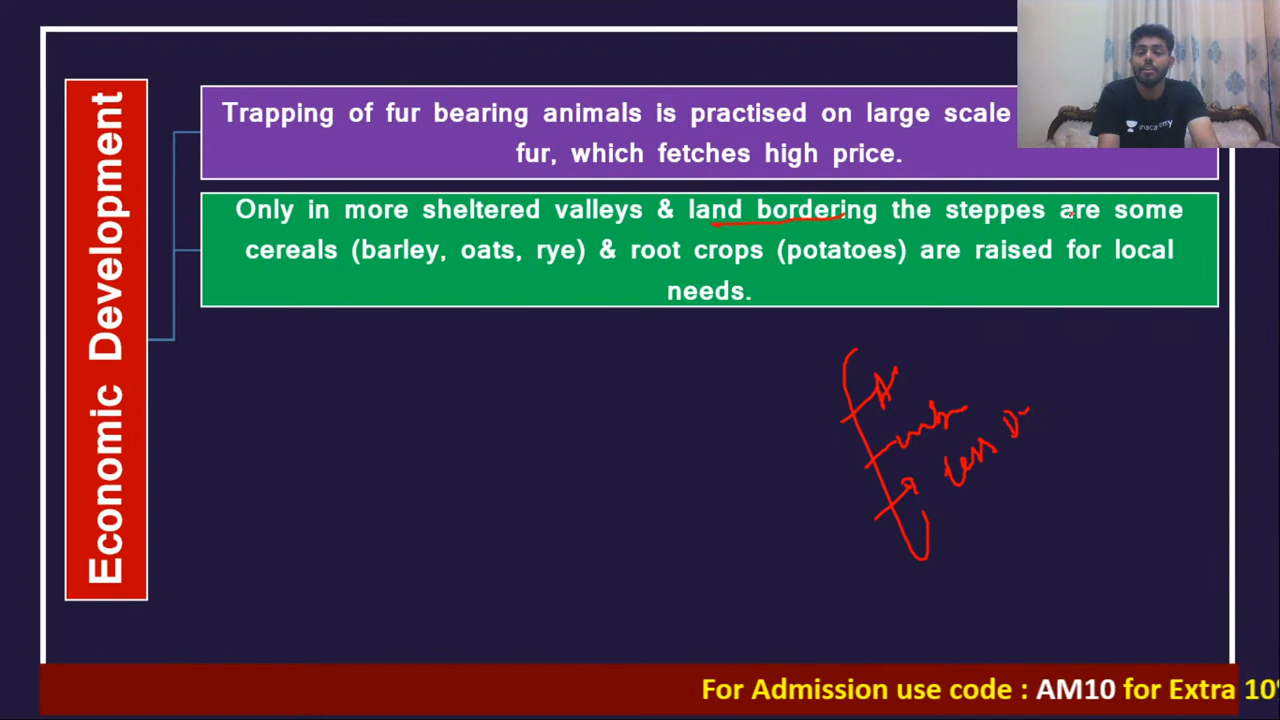 Economic Development
Trapping of fur bearing animals is practised on large scale
fur, which fetches high price.
Only in more sheltered valleys & land bordering the steppes are some
cereals (barley, oats, rye) & root crops (potatoes) are raised for local
needs.
For Admission use code : AM10 for Extra 10